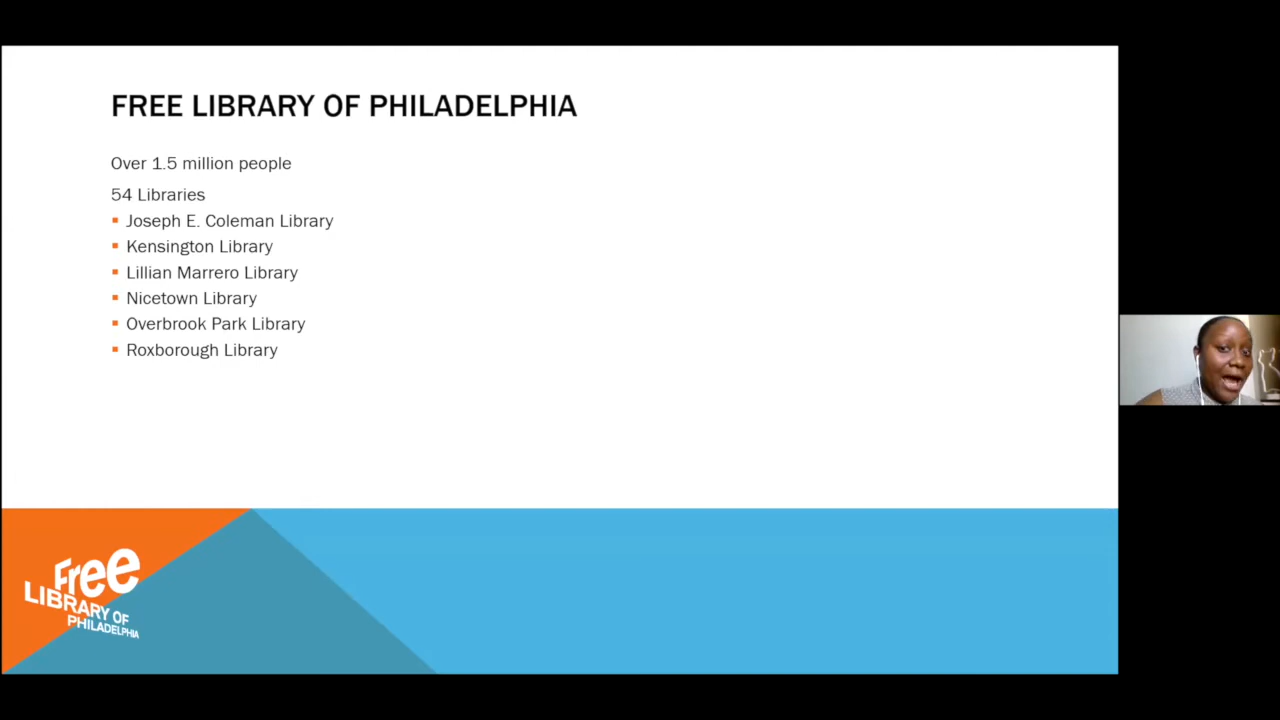 FREE LIBRARY OF PHILADELPHIA
Over 1.5 million people
54 Libraries
Joseph E. Coleman Library
Kensington Library
Lillian Marrero Library
Nicetown Library
Overbrook Park Library
Roxborough Library
Free
LIBRARY OF
PHILADELPHIA